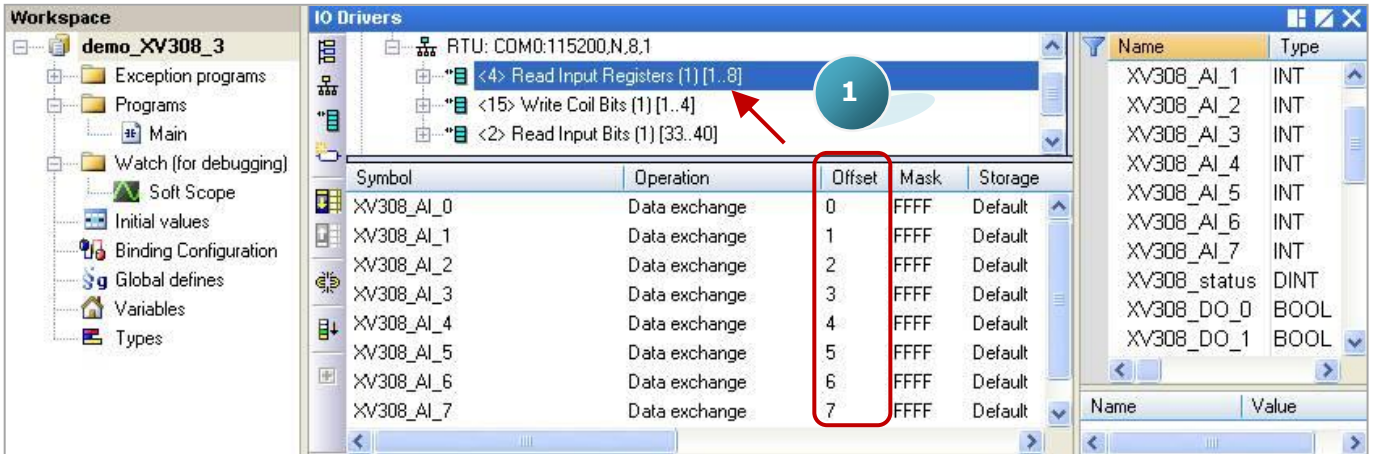 Workspace
demo_XV308_3
Exception programs
Programs
Main
Watch (for debugging)
Soft Scope
Initial values
Binding Configuration
Global defines
Variables
Types
IO Drivers
RTU: COM0:115200,N,8,1
<4> Read Input Registers (1) [1..8]
<15> Write Coil Bits (1) [1..4]
<2> Read Input Bits (1) [33..40]
1
Symbol Operation Offset Mask Storage
XV308_AI_0 Data exchange 0 FFFF Default
XV308_AI_1 Data exchange 1 FFFF Default
XV308_AI_2 Data exchange 2 FFFF Default
XV308_AI_3 Data exchange 3 FFFF Default
XV308_AI_4 Data exchange 4 FFFF Default
XV308_AI_5 Data exchange 5 FFFF Default
XV308_AI_6 Data exchange 6 FFFF Default
XV308_AI_7 Data exchange 7 FFFF Default
Name Type
XV308_AI_1 INT
XV308_AI_2 INT
XV308_AI_3 INT
XV308_AI_4 INT
XV308_AI_5 INT
XV308_AI_6 INT
XV308_AI_7 INT
XV308_status DINT
XV308_DO_0 BOOL
XV308_DO_1 BOOL
Name Value